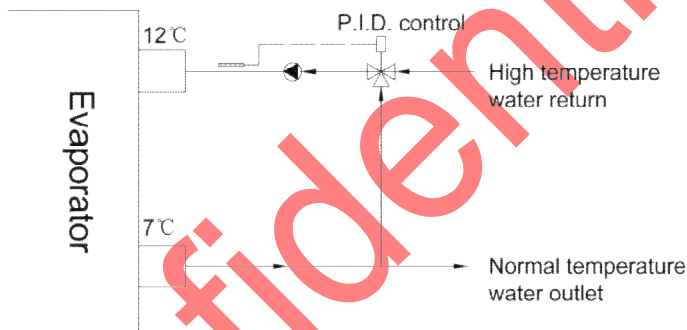 P.I.D. control
12℃
High temperature
water return
Evaporator
7℃
Normal temperature
water outlet
fident